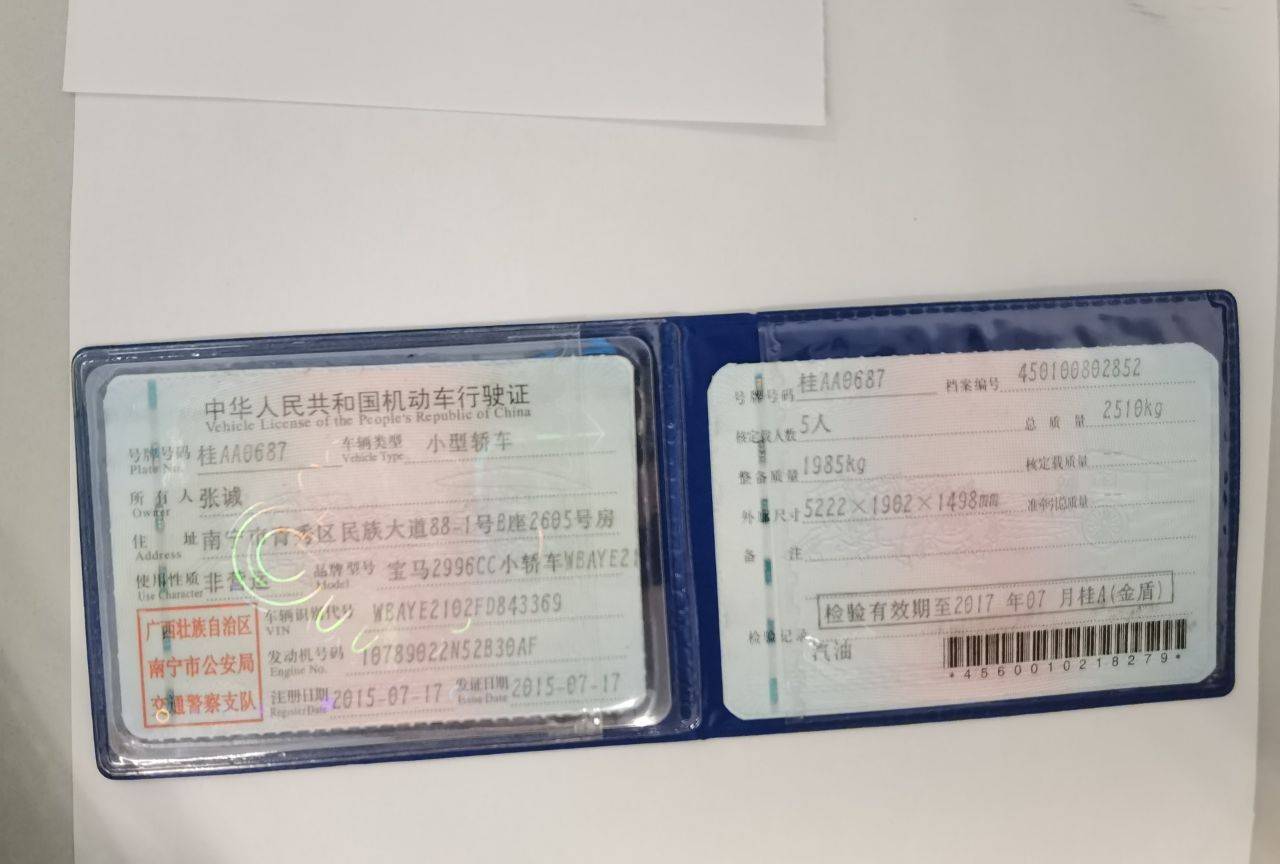 中华人民共和国机动车行驶证
Vehicle License of the People's Republic of China
号牌号码 桂AA0687 车辆类型 小型轿车
Plate No. Vehicle Type
所有人 张诚
Owner
住址 南宁市青秀区民族大道88-1号B座2605号房
Address
使用性质 非营运 品牌型号 宝马2996CC小轿车WBAYE21
Use Character Model
车辆识别代号 WBAYE2102FD843369
VIN
发动机号码 10789022N52B30AF
Engine No.
注册日期 2015-07-17 发证日期 2015-07-17
Register Date Issue Date
广西壮族自治区
南宁市公安局
交通警察支队
号牌号码 桂AA0687 档案编号 450100802852
核定载人数 5人 总质量 2510kg
整备质量 1985kg 核定载质量
外廓尺寸 5222×1902×1498 准牵引总质量
备注
检验有效期至2017 年07 月桂A(金盾)
检验记录
汽油
*4560010218279*